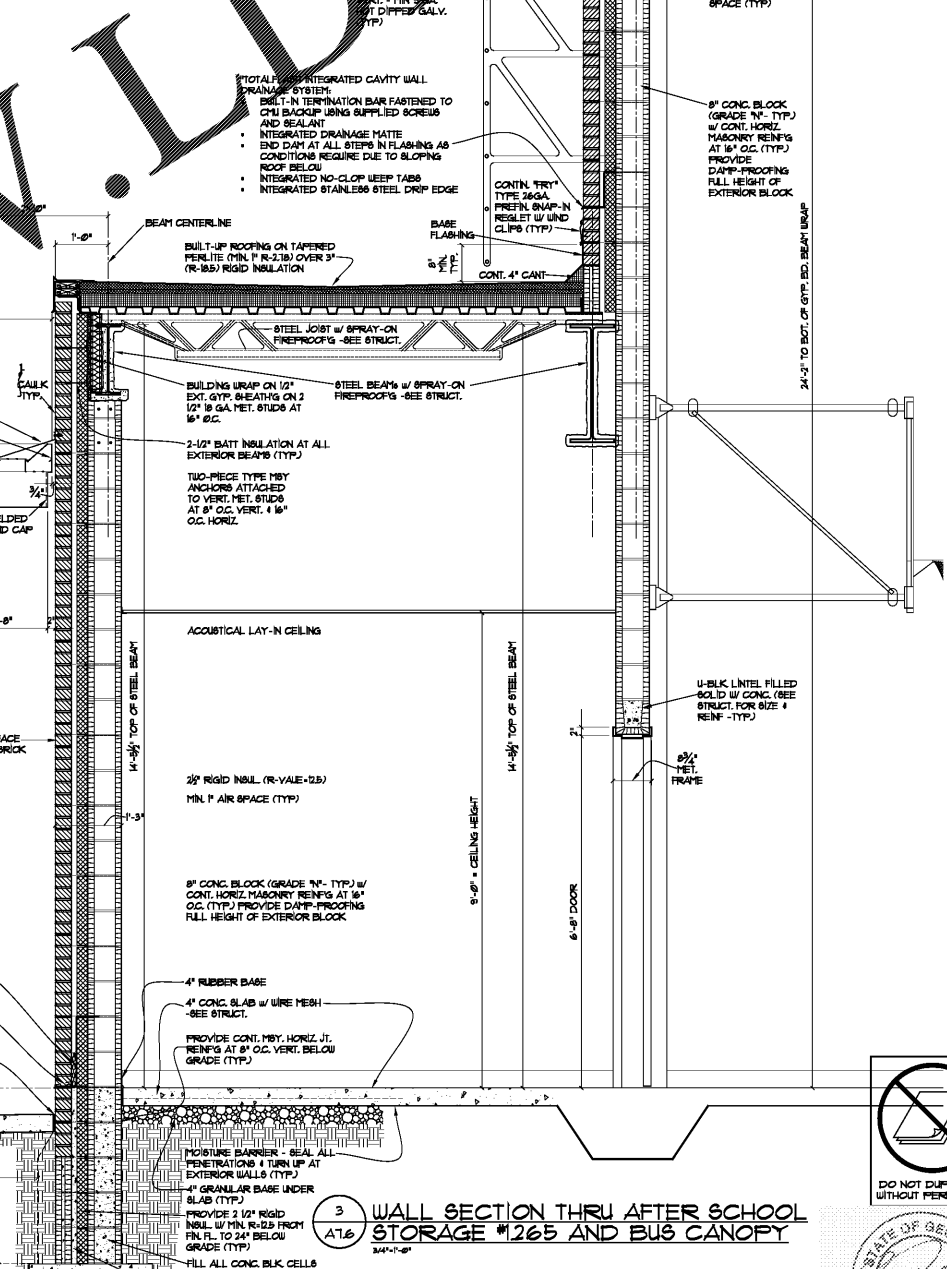 HOT DIPPED GALV.
(TYP)
SPACE (TYP)
V.LD
"TOTALFLASH INTEGRATED CAVITY WALL
DRAINAGE SYSTEM:
• BUILT-IN TERMINATION BAR FASTENED TO
CMU BACKUP USING SUPPLIED SCREWS
AND SEALANT
• INTEGRATED DRAINAGE MATTE
• END DAM AT ALL STEPS IN FLASHING AS
CONDITIONS REQUIRE DUE TO SLOPING
ROOF BELOW
• INTEGRATED NO-CLOP WEEP TABS
• INTEGRATED STAINLESS STEEL DRIP EDGE
8" CONC. BLOCK
(GRADE "N"- TYP.)
W/ CONT. HORIZ.
MASONRY REINF'G
AT 16" O.C. (TYP.)
PROVIDE
DAMP-PROOFING
FULL HEIGHT OF
EXTERIOR BLOCK
CONTIN. "FRY"
TYPE 26GA.
PREFIN. SNAP-IN
REGLET W/ WIND
CLIPS (TYP)
BASE
FLASHING
8"
MIN.
TYP.
CONT. 4" CANT
BEAM CENTERLINE
1'-0"
BUILT-UP ROOFING ON TAPERED
PERLITE (MIN. 1" R-2.78) OVER 3"
(R-18.5) RIGID INSULATION
24'-2" TO BOT. OF GYP. BD. BEAM WRAP
STEEL JOIST w/ SPRAY-ON
FIREPROOF'G -SEE STRUCT.
CAULK
TYP.
BUILDING WRAP ON 1/2"
EXT. GYP. SHEATH'G ON 2
1/2" 18 GA. MET. STUDS AT
16" O.C.
STEEL BEAMS w/ SPRAY-ON
FIREPROOF'G -SEE STRUCT.
2-1/2" BATT INSULATION AT ALL
EXTERIOR BEAMS (TYP.)
3/4"
TWO-PIECE TYPE MSY
ANCHORS ATTACHED
TO VERT. MET. STUDS
AT 8" O.C. VERT. & 16"
O.C. HORIZ.
ELDED
D CAP
-8"
2"
ACOUSTICAL LAY-IN CEILING
14'-5½" TOP OF STEEL BEAM
14'-5½" TOP OF STEEL BEAM
U-BLK. LINTEL FILLED
SOLID W/ CONC. (SEE
STRUCT. FOR SIZE &
REINF -TYP.)
2"
ACE
BRICK
8¾"
MET.
FRAME
2½" RIGID INSUL. (R-VALUE=12.5)
MIN. 1" AIR SPACE (TYP)
1'-3"
9'-0" = CEILING HEIGHT
8" CONC. BLOCK (GRADE "N"- TYP.) w/
CONT. HORIZ. MASONRY REINF'G AT 16"
O.C. (TYP.) PROVIDE DAMP-PROOFING
FULL HEIGHT OF EXTERIOR BLOCK
6'-8" DOOR
4" RUBBER BASE
4" CONC. SLAB w/ WIRE MESH
-SEE STRUCT.
PROVIDE CONT. MSY. HORIZ. JT.
REINF'G AT 8" O.C. VERT. BELOW
GRADE (TYP.)
MOISTURE BARRIER - SEAL ALL
PENETRATIONS & TURN UP AT
EXTERIOR WALLS (TYP.)
4" GRANULAR BASE UNDER
SLAB (TYP.)
PROVIDE 2 1/2" RIGID
INSUL W/ MIN. R=12.5 FROM
FIN. FL. TO 24" BELOW
GRADE (TYP)
FILL ALL CONC. BLK. CELLS
3
A7.6
WALL SECTION THRU AFTER SCHOOL
STORAGE #1265 AND BUS CANOPY
3/4"=1'-0"
DO NOT DUP
WITHOUT PER
STATE OF GE